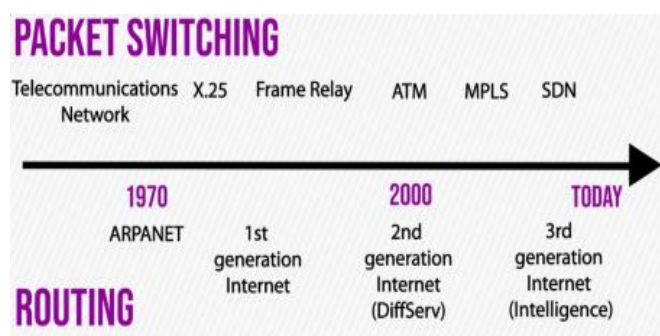 PACKET SWITCHING
Telecommunications Network X.25 Frame Relay ATM MPLS SDN
1970 2000 TODAY
ARPANET 1st generation Internet 2nd generation Internet (DiffServ) 3rd generation Internet (Intelligence)
ROUTING